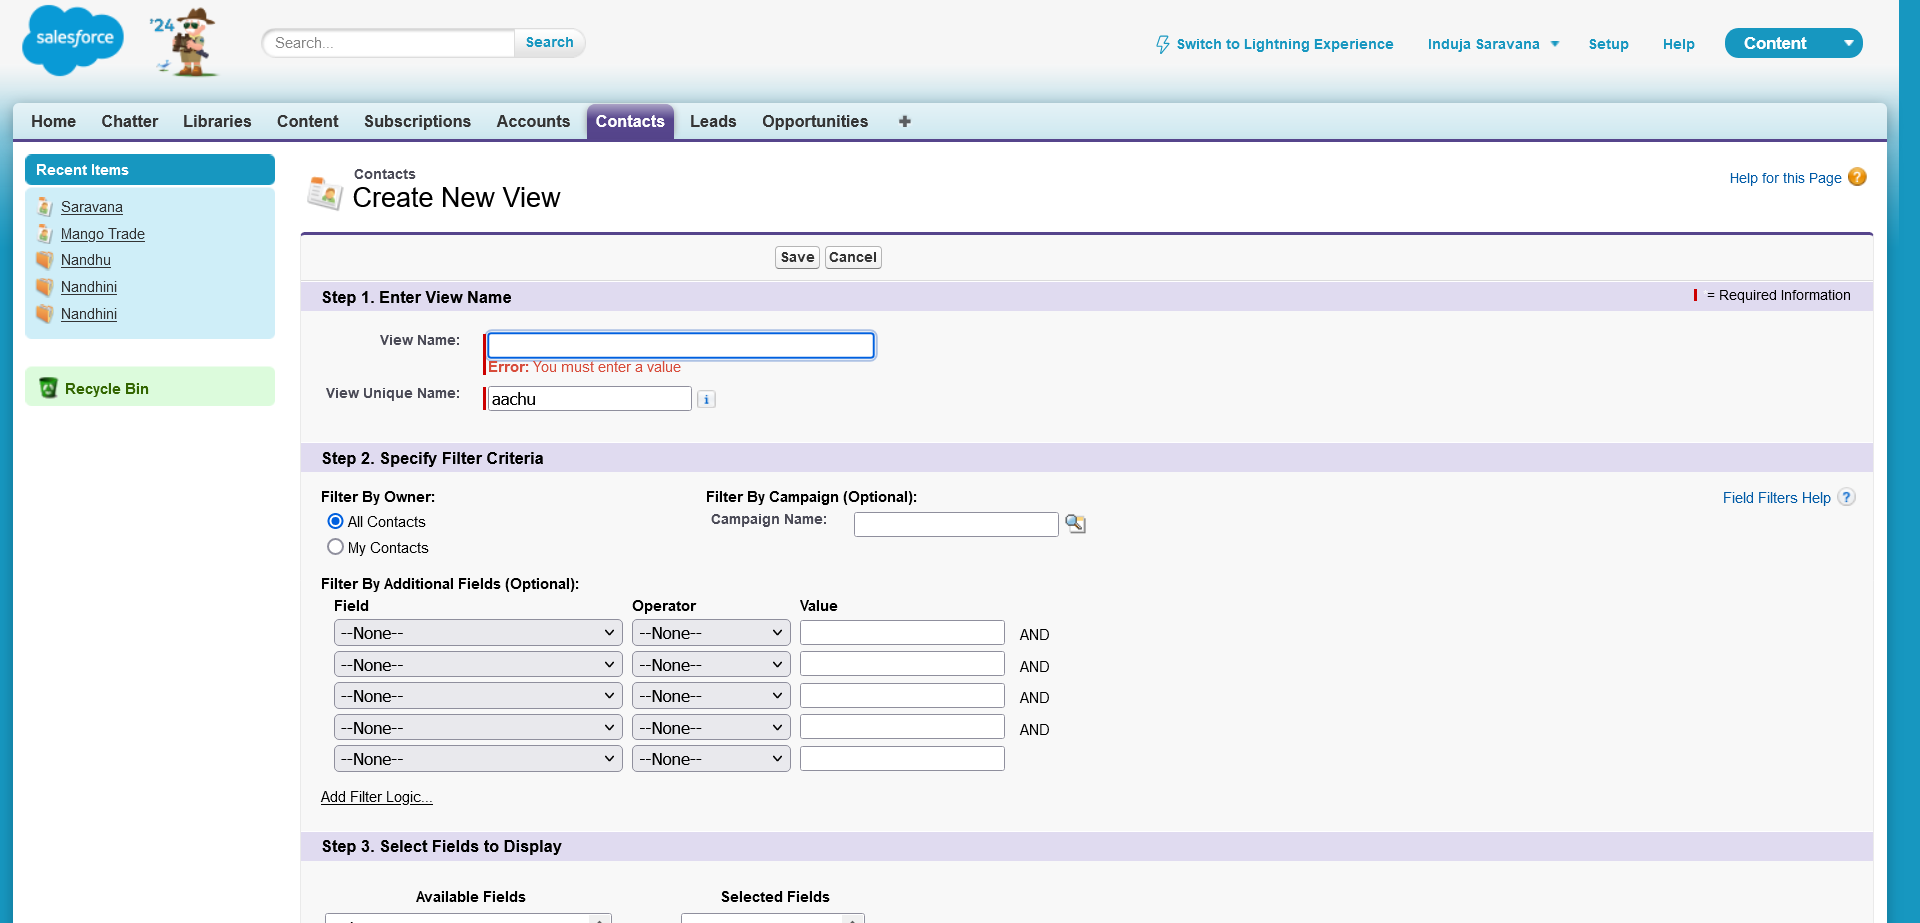 salesforce
'24
Search...
Search
Switch to Lightning Experience
Induja Saravana
Setup
Help
Content
Home
Chatter
Libraries
Content
Subscriptions
Accounts
Contacts
Leads
Opportunities
+
Recent Items
Saravana
Mango Trade
Nandhu
Nandhini
Nandhini
Recycle Bin
Contacts
Create New View
Help for this Page ?
Save
Cancel
Step 1. Enter View Name
= Required Information
View Name:
Error: You must enter a value
View Unique Name:
aachu
i
Step 2. Specify Filter Criteria
Filter By Owner:
All Contacts
My Contacts
Filter By Campaign (Optional):
Campaign Name:
Field Filters Help ?
Filter By Additional Fields (Optional):
Field Operator Value
--None-- --None-- AND
--None-- --None-- AND
--None-- --None-- AND
--None-- --None-- AND
--None-- --None--
Add Filter Logic...
Step 3. Select Fields to Display
Available Fields
Selected Fields